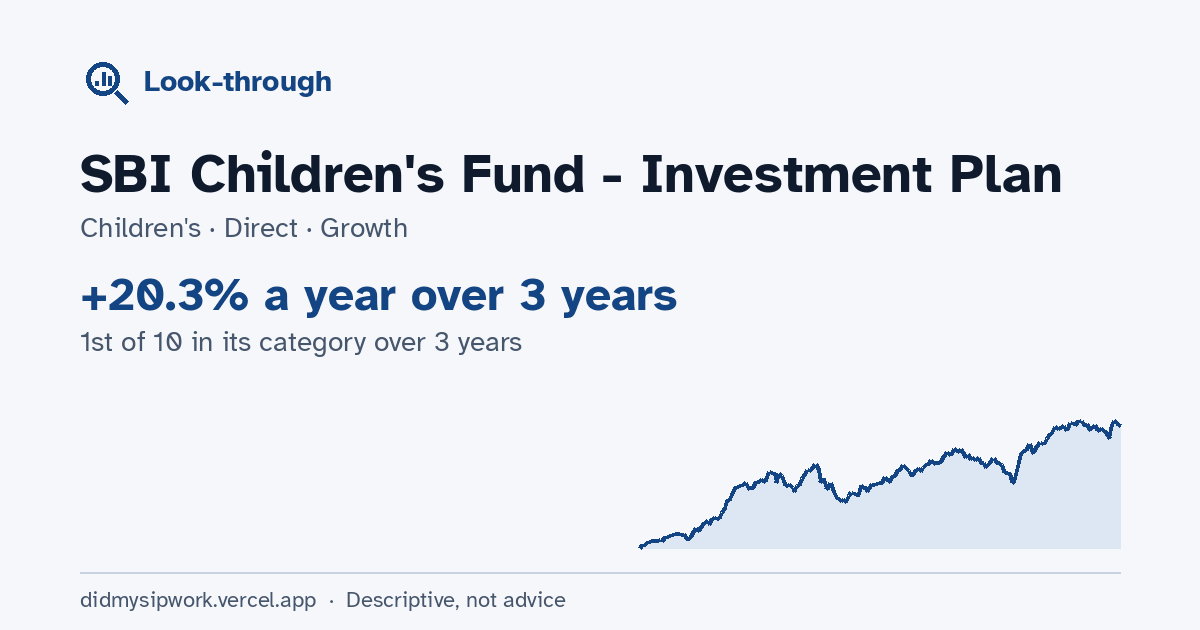 Look-through
SBI Children's Fund - Investment Plan
Children's · Direct · Growth
+20.3% a year over 3 years
1st of 10 in its category over 3 years
didmysipwork.vercel.app · Descriptive, not advice